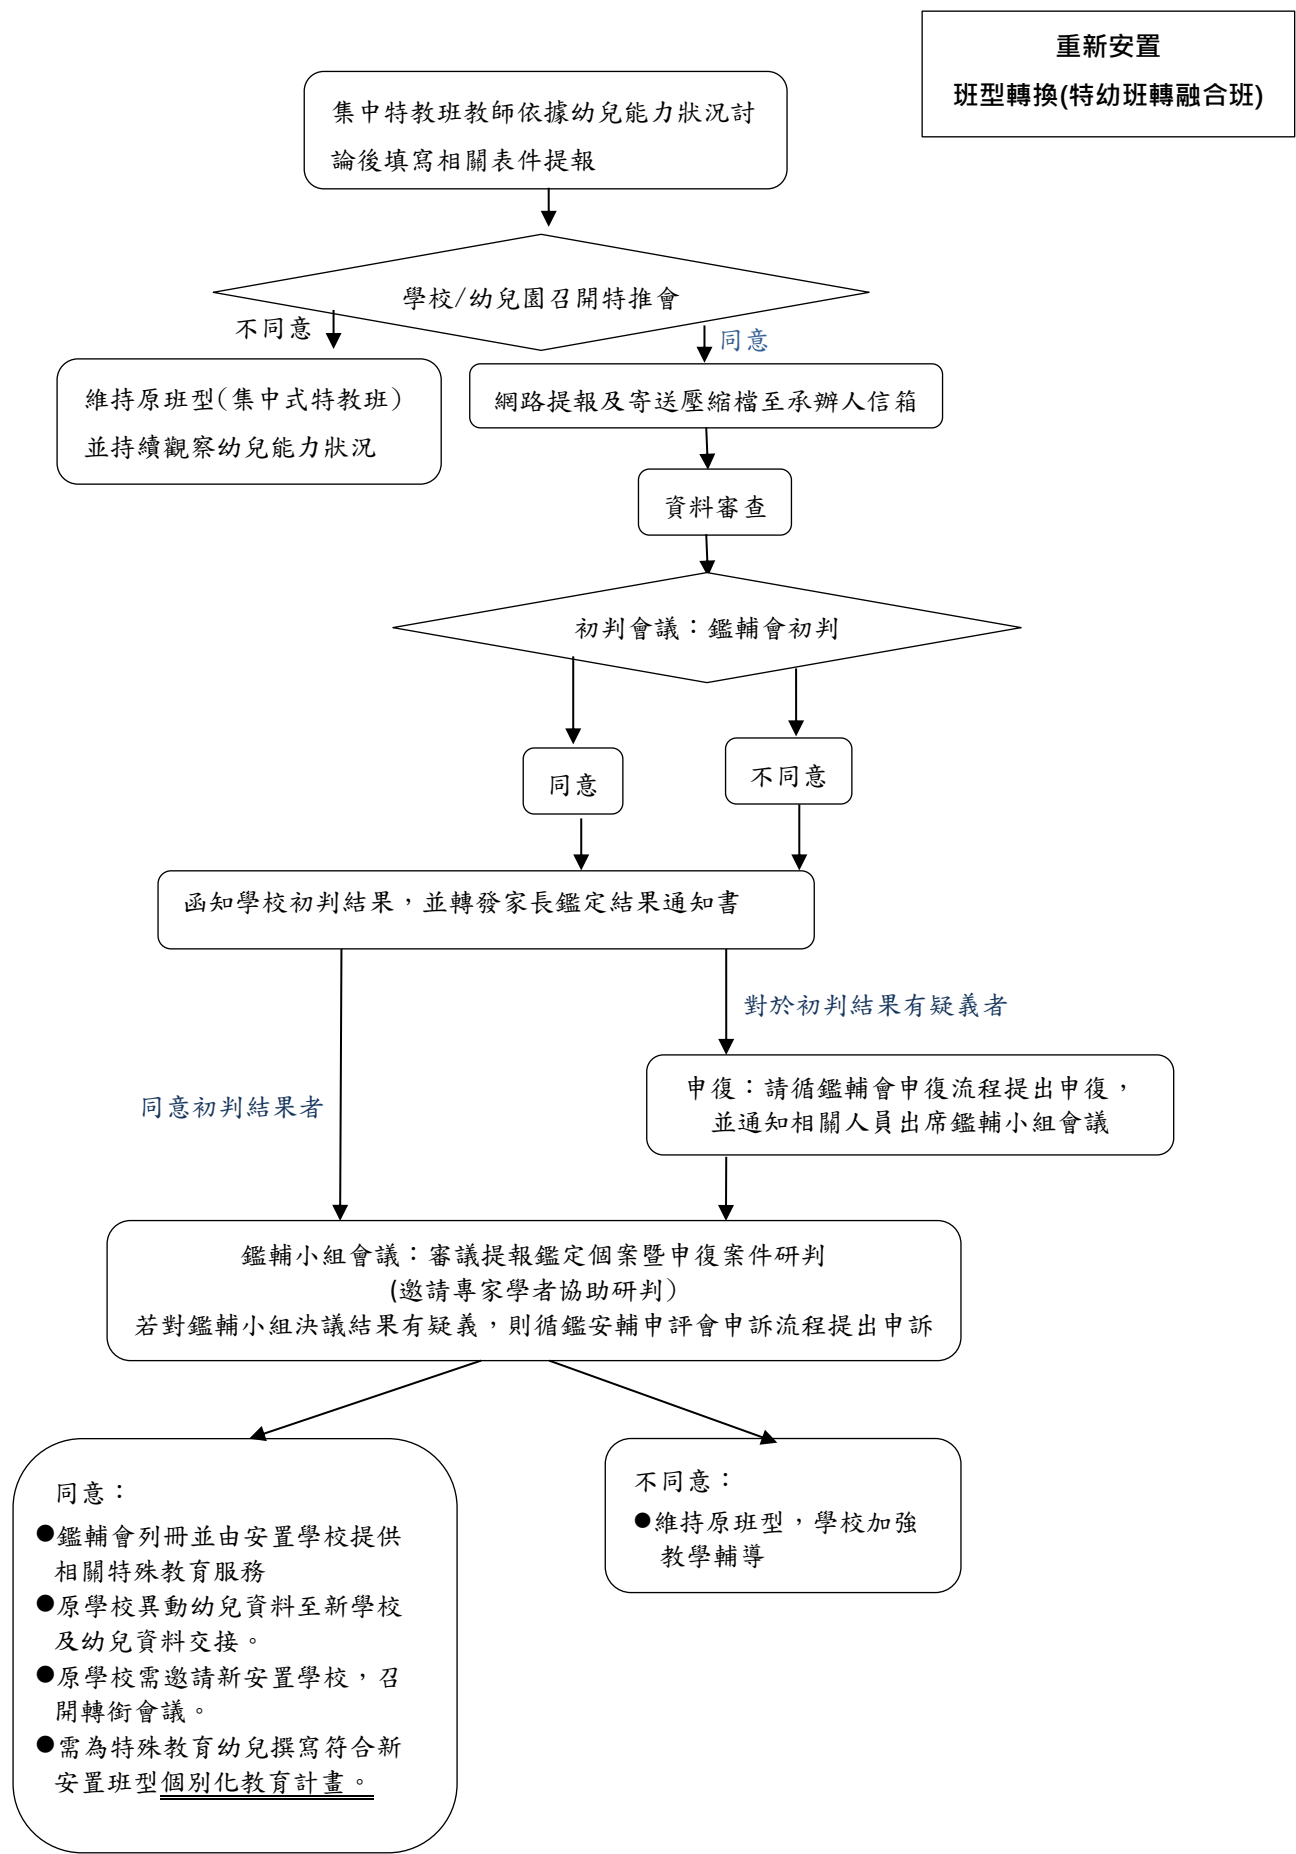 重新安置
班型轉換(特幼班轉融合班)
集中特教班教師依據幼兒能力狀況討
論後填寫相關表件提報
學校/幼兒園召開特推會
不同意
同意
維持原班型(集中式特教班)
並持續觀察幼兒能力狀況
網路提報及寄送壓縮檔至承辦人信箱
資料審查
初判會議：鑑輔會初判
同意
不同意
函知學校初判結果，並轉發家長鑑定結果通知書
對於初判結果有疑義者
同意初判結果者
申復：請循鑑輔會申復流程提出申復，
並通知相關人員出席鑑輔小組會議
鑑輔小組會議：審議提報鑑定個案暨申復案件研判
(邀請專家學者協助研判)
若對鑑輔小組決議結果有疑義，則循鑑安輔申評會申訴流程提出申訴
同意：
●鑑輔會列冊並由安置學校提供
相關特殊教育服務
●原學校異動幼兒資料至新學校
及幼兒資料交接。
●原學校需邀請新安置學校，召
開轉銜會議。
●需為特殊教育幼兒撰寫符合新
安置班型個別化教育計畫。
不同意：
●維持原班型，學校加強
教學輔導